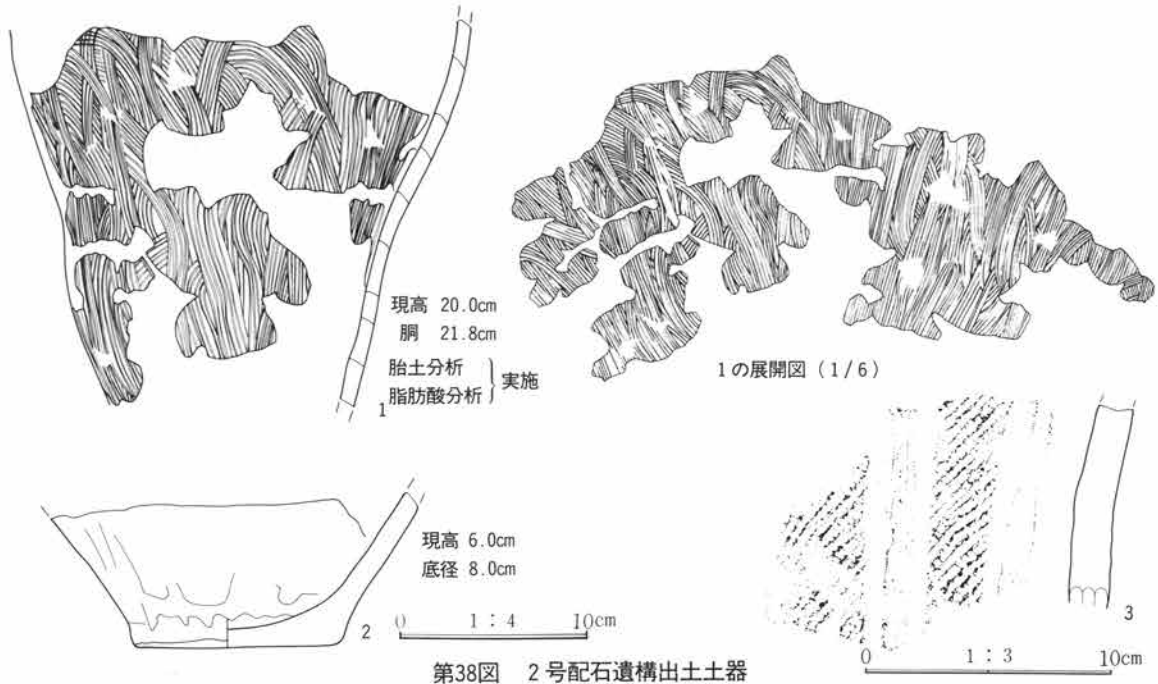 現高 20.0cm
胴 21.8cm
胎土分析
脂肪酸分析 } 実施
1
1の展開図 (1/6)
現高 6.0cm
底径 8.0cm
2
0 1:4 10cm
3
0 1:3 10cm
第38図 2号配石遺構出土土器